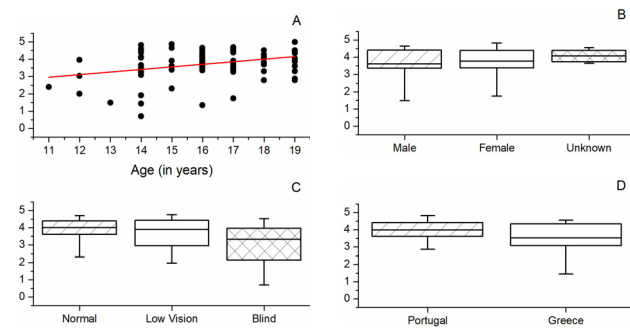 A
5
4
3
2
1
0
11 12 13 14 15 16 17 18 19
Age (in years)
B
5
4
3
2
1
0
Male Female Unknown
C
5
4
3
2
1
0
Normal Low Vision Blind
D
5
4
3
2
1
0
Portugal Greece